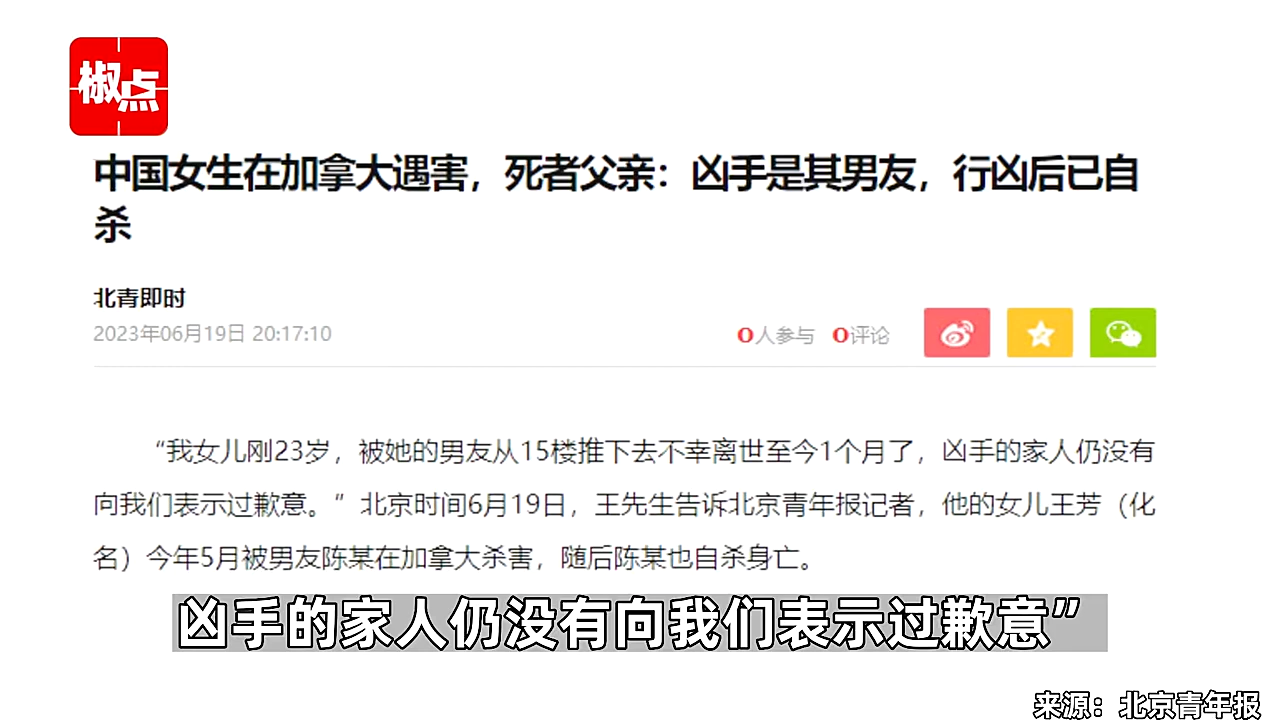 椒点
中国女生在加拿大遇害，死者父亲：凶手是其男友，行凶后已自
杀
北青即时
2023年06月19日 20:17:10
0人参与 0评论
“我女儿刚23岁，被她的男友从15楼推下去不幸离世至今1个月了，凶手的家人仍没有
向我们表示过歉意。”北京时间6月19日，王先生告诉北京青年报记者，他的女儿王芳（化
名）今年5月被男友陈某在加拿大杀害，随后陈某也自杀身亡。
凶手的家人仍没有向我们表示过歉意”
来源：北京青年报